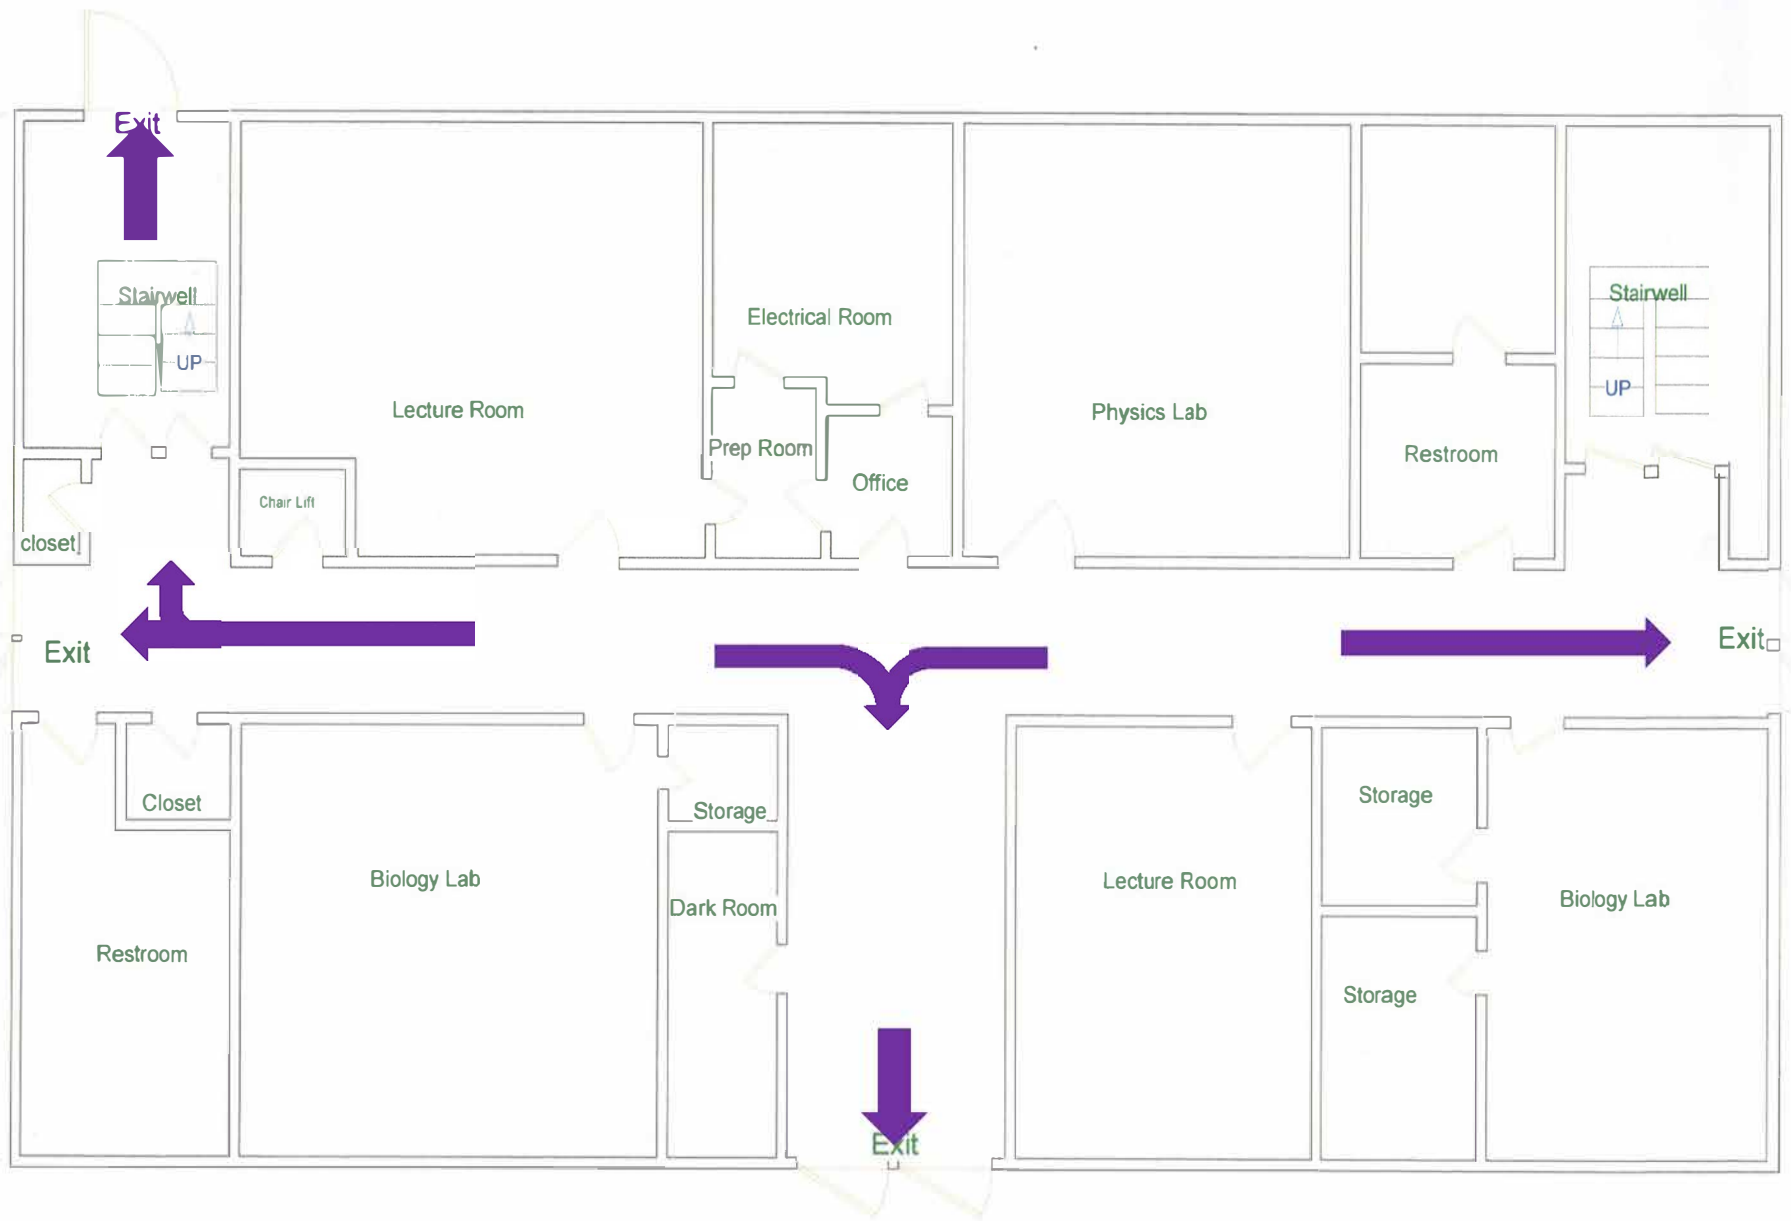 Exit
Stairwell
UP
Lecture Room
Electrical Room
Prep Room
Office
Physics Lab
Restroom
Stairwell
UP
Chair Lift
closet
Exit
Exit
Closet
Restroom
Biology Lab
Storage
Dark Room
Exit
Lecture Room
Storage
Storage
Biology Lab